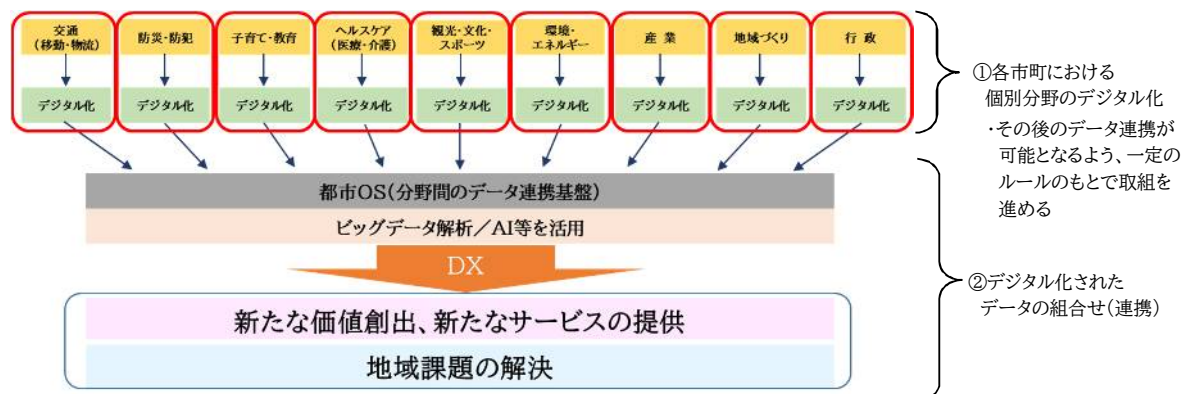 交通
(移動・物流)
防災・防犯
子育て・教育
ヘルスケア
(医療・介護)
観光・文化・
スポーツ
環境・
エネルギー
産 業
地域づくり
行 政
デジタル化
デジタル化
デジタル化
デジタル化
デジタル化
デジタル化
デジタル化
デジタル化
デジタル化
①各市町における
個別分野のデジタル化
・その後のデータ連携が
可能となるよう、一定の
ルールのもとで取組を
進める
都市OS(分野間のデータ連携基盤)
ビッグデータ解析／AI等を活用
DX
新たな価値創出、新たなサービスの提供
地域課題の解決
②デジタル化された
データの組合せ(連携)